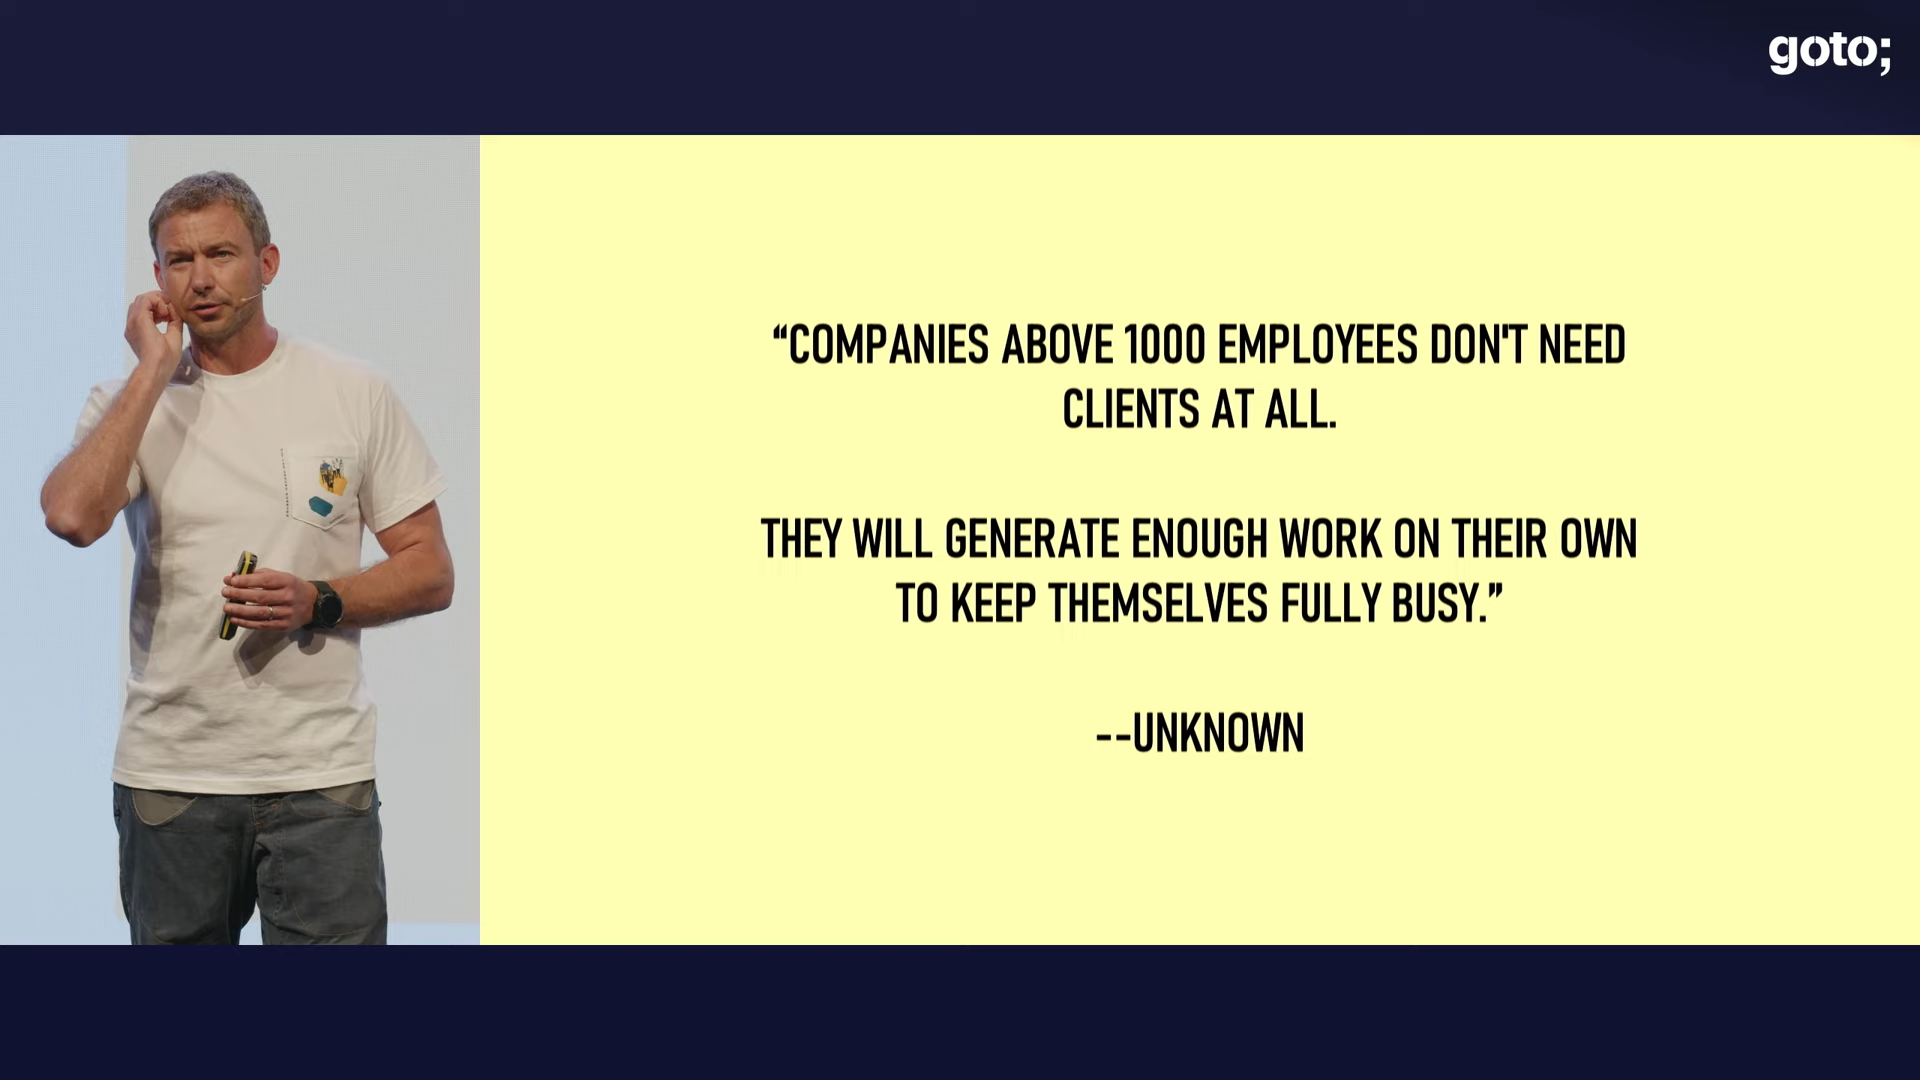 goto;
“COMPANIES ABOVE 1000 EMPLOYEES DON'T NEED
CLIENTS AT ALL.
THEY WILL GENERATE ENOUGH WORK ON THEIR OWN
TO KEEP THEMSELVES FULLY BUSY.”
--UNKNOWN